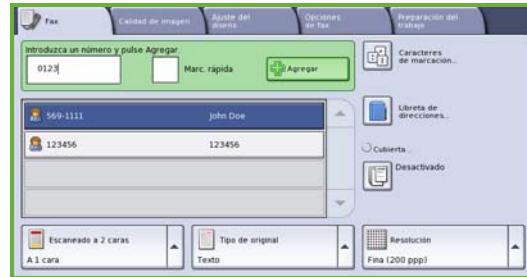 Fax
Calidad de imagen
Ajuste del
diseño
Opciones
de fax
Preparación del
trabajo
Introduzca un número y pulse Agregar
0123
Marc. rápida
Agregar
Caracteres
de marcación...
569-1111 John Doe
123456 123456
Libreta de
direcciones...
Cubierta...
Desactivado
Escaneado a 2 caras
A 1 cara
Tipo de original
Texto
Resolución
Fina (200 ppp)